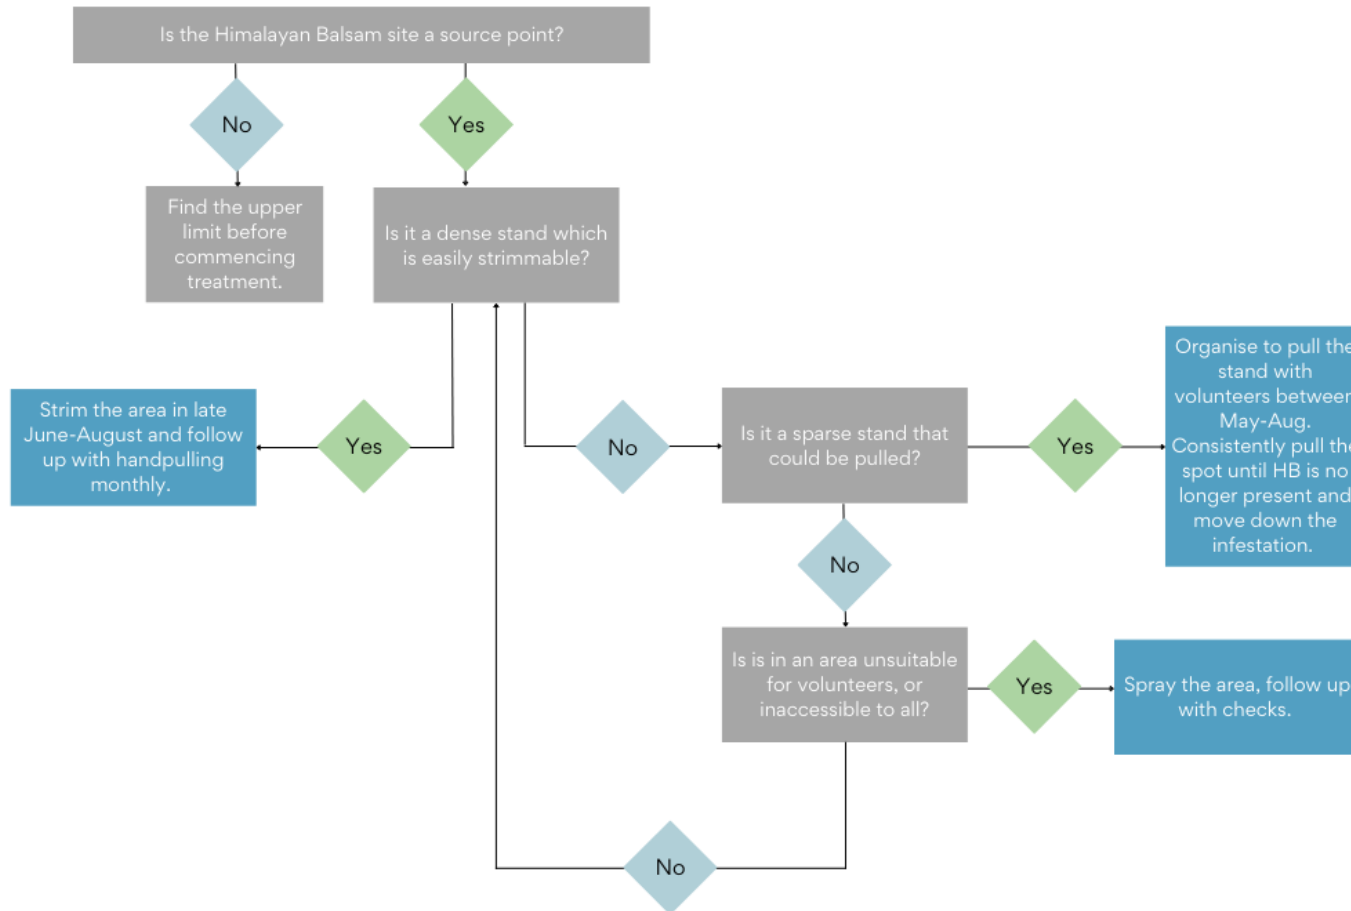 Is the Himalayan Balsam site a source point?
No
Yes
Find the upper
limit before
commencing
treatment.
Is it a dense stand which
is easily strimmable?
Strim the area in late
June-August and follow
up with handpulling
monthly.
Yes
No
Is it a sparse stand that
could be pulled?
Yes
Organise to pull the
stand with
volunteers between
May-Aug.
Consistently pull the
spot until HB is no
longer present and
move down the
infestation.
No
Is is in an area unsuitable
for volunteers, or
inaccessible to all?
Yes
Spray the area, follow up
with checks.
No